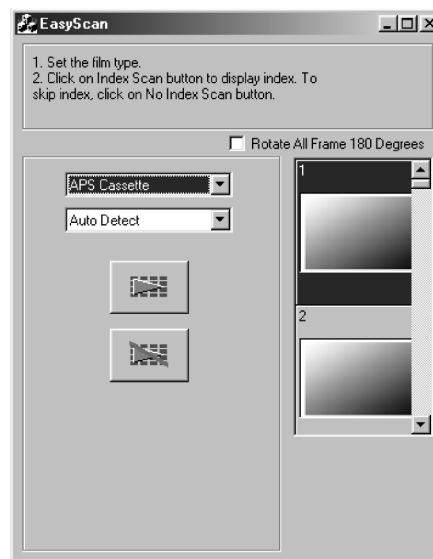 EasyScan
1. Set the film type.
2. Click on Index Scan button to display index. To
skip index, click on No Index Scan button.
Rotate All Frame 180 Degrees
APS Cassette
Auto Detect
1
2